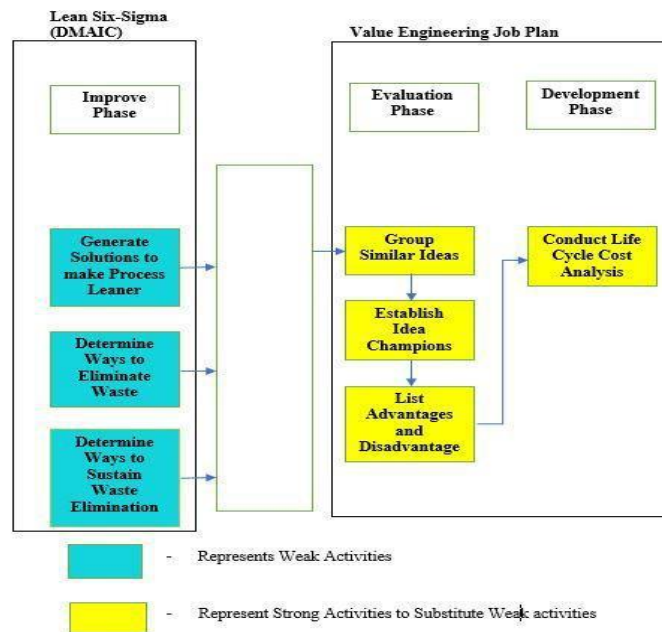 Lean Six-Sigma
(DMAIC)
Value Engineering Job Plan
Improve
Phase
Evaluation
Phase
Development
Phase
Generate
Solutions to
make Process
Leaner
Group
Similar Ideas
Conduct Life
Cycle Cost
Analysis
Establish
Idea
Champions
Determine
Ways to
Eliminate
Waste
List
Advantages
and
Disadvantage
Determine
Ways to
Sustain
Waste
Elimination
- Represents Weak Activities
- Represent Strong Activities to Substitute Weak activities